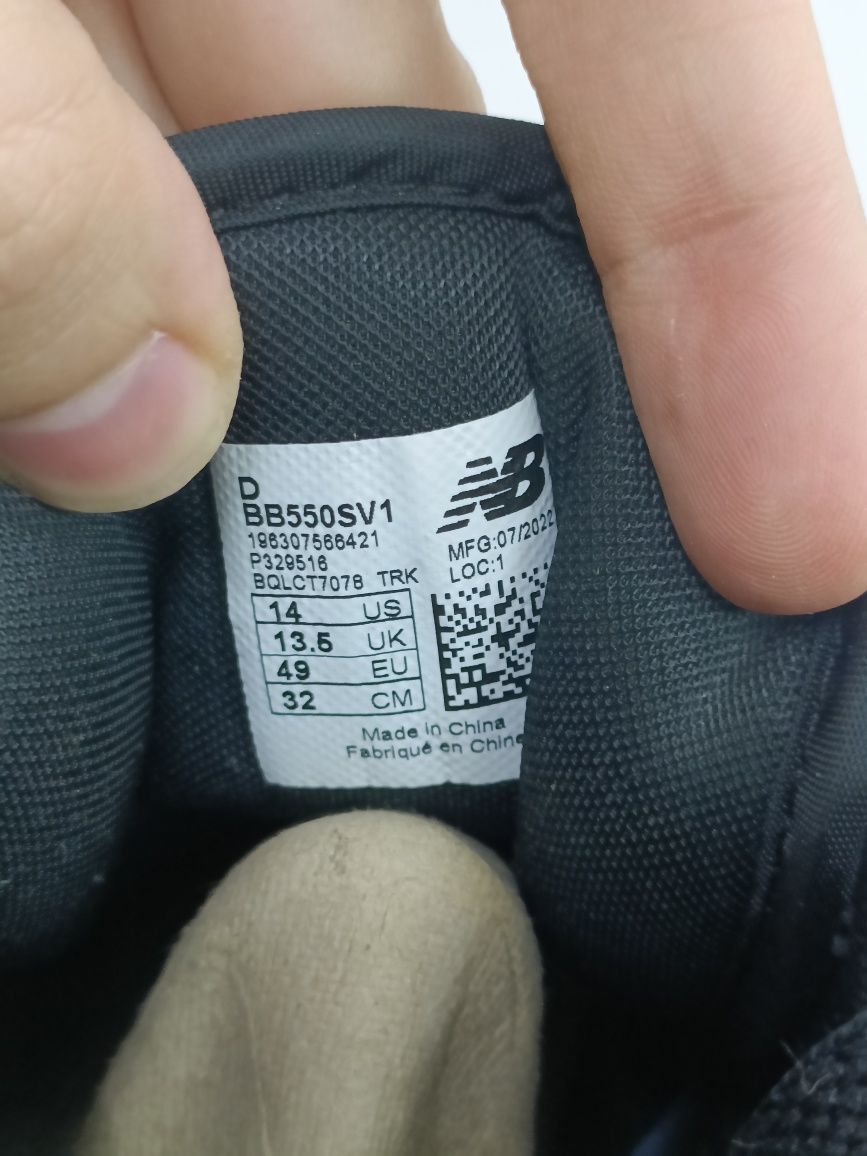 D
BB550SV1
196307566421
P329516
BQLCT7078 TRK
14 US
13.5 UK
49 EU
32 CM
NB
MFG:07/2022
LOC:1
Made in China
Fabriqué en Chine